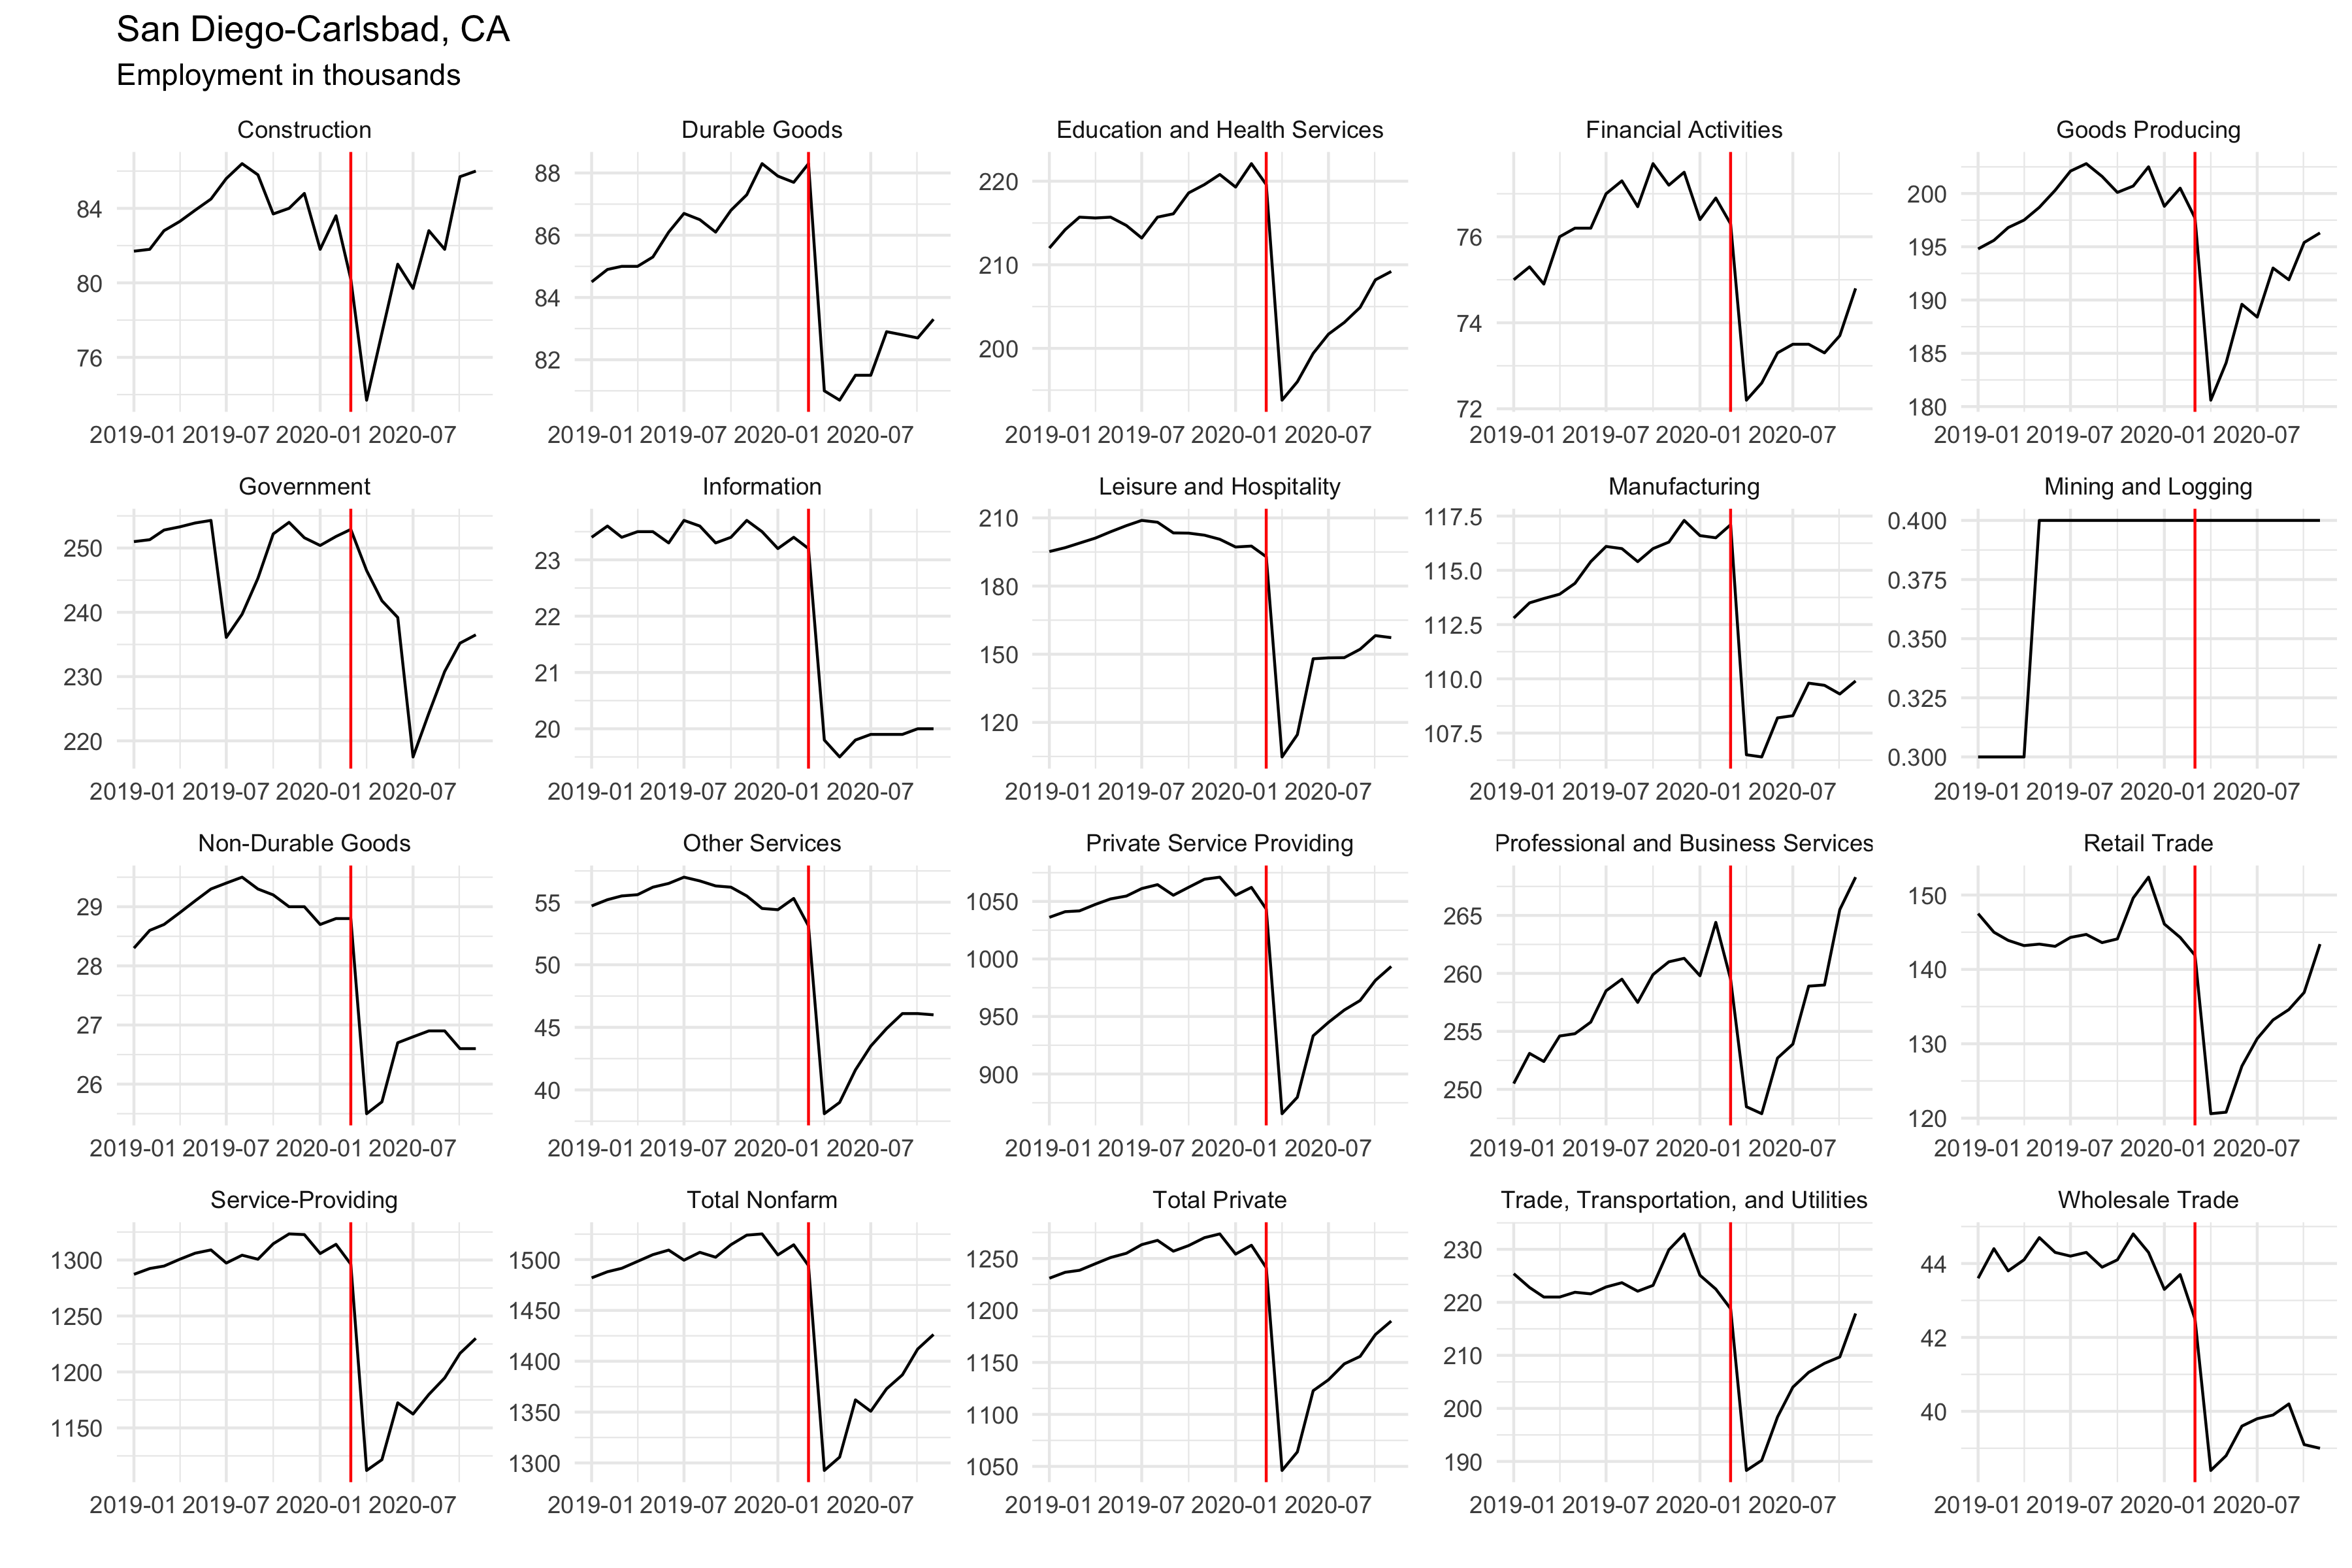 San Diego-Carlsbad, CA
Employment in thousands
Construction
84
80
76
2019-01 2019-07 2020-01 2020-07
Durable Goods
88
86
84
82
2019-01 2019-07 2020-01 2020-07
Education and Health Services
220
210
200
2019-01 2019-07 2020-01 2020-07
Financial Activities
76
74
72
2019-01 2019-07 2020-01 2020-07
Goods Producing
200
195
190
185
180
2019-01 2019-07 2020-01 2020-07
Government
250
240
230
220
2019-01 2019-07 2020-01 2020-07
Information
23
22
21
20
2019-01 2019-07 2020-01 2020-07
Leisure and Hospitality
210
180
150
120
2019-01 2019-07 2020-01 2020-07
Manufacturing
117.5
115.0
112.5
110.0
107.5
2019-01 2019-07 2020-01 2020-07
Mining and Logging
0.400
0.375
0.350
0.325
0.300
2019-01 2019-07 2020-01 2020-07
Non-Durable Goods
29
28
27
26
2019-01 2019-07 2020-01 2020-07
Other Services
55
50
45
40
2019-01 2019-07 2020-01 2020-07
Private Service Providing
1050
1000
950
900
2019-01 2019-07 2020-01 2020-07
Professional and Business Services
265
260
255
250
2019-01 2019-07 2020-01 2020-07
Retail Trade
150
140
130
120
2019-01 2019-07 2020-01 2020-07
Service-Providing
1300
1250
1200
1150
2019-01 2019-07 2020-01 2020-07
Total Nonfarm
1500
1450
1400
1350
1300
2019-01 2019-07 2020-01 2020-07
Total Private
1250
1200
1150
1100
1050
2019-01 2019-07 2020-01 2020-07
Trade, Transportation, and Utilities
230
220
210
200
190
2019-01 2019-07 2020-01 2020-07
Wholesale Trade
44
42
40
2019-01 2019-07 2020-01 2020-07